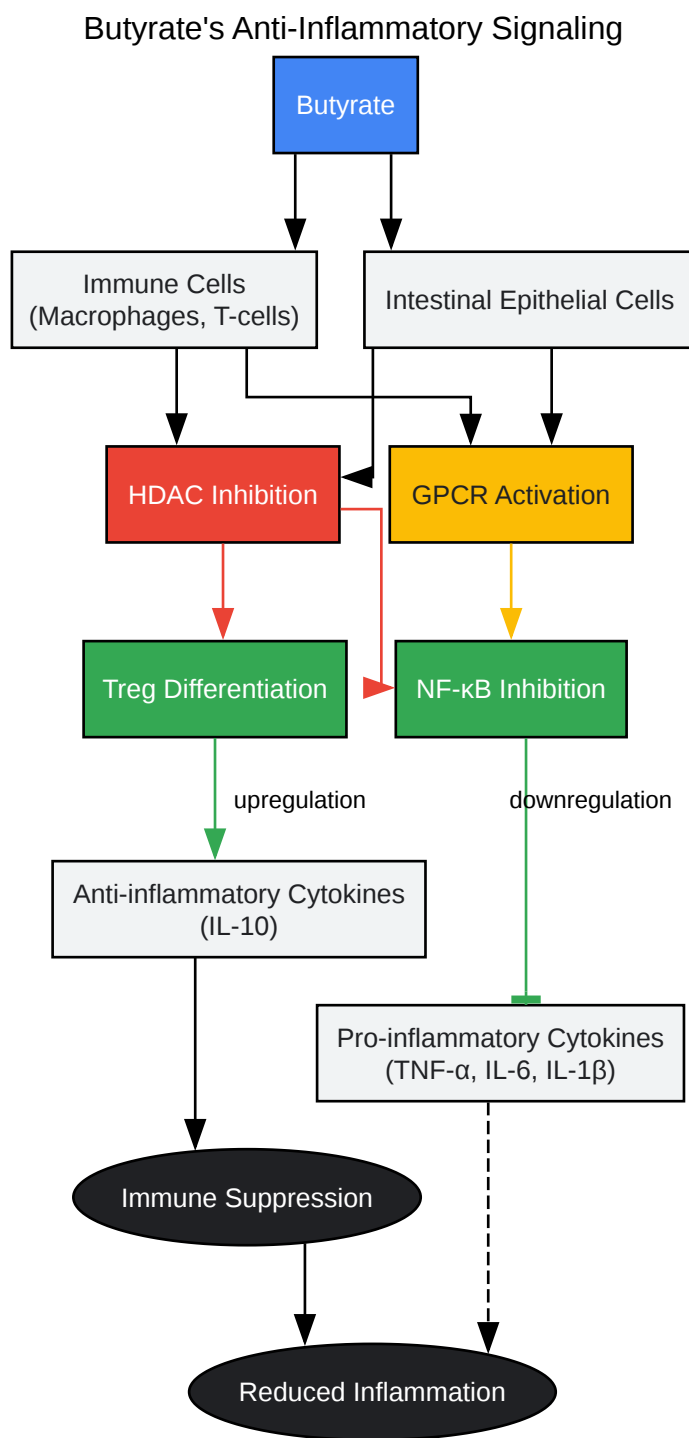 Butyrate's Anti-Inflammatory Signaling
Butyrate
Immune Cells
(Macrophages, T-cells)
Intestinal Epithelial Cells
HDAC Inhibition
GPCR Activation
Treg Differentiation
NF-κB Inhibition
upregulation
downregulation
Anti-inflammatory Cytokines
(IL-10)
Pro-inflammatory Cytokines
(TNF-α, IL-6, IL-1β)
Immune Suppression
Reduced Inflammation